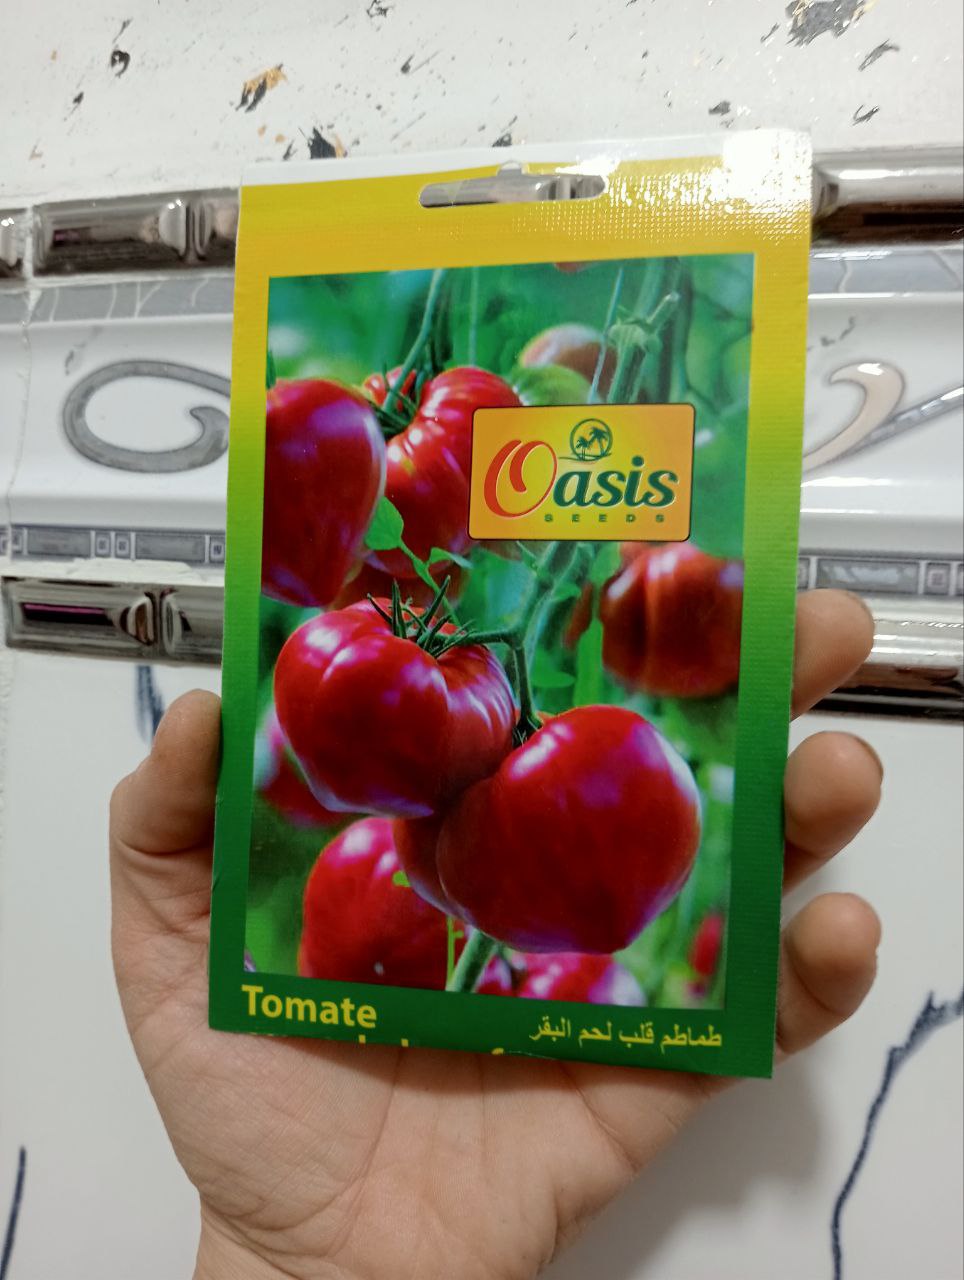 Oasis
SEEDS
Tomate
طماطم قلب لحم البقر